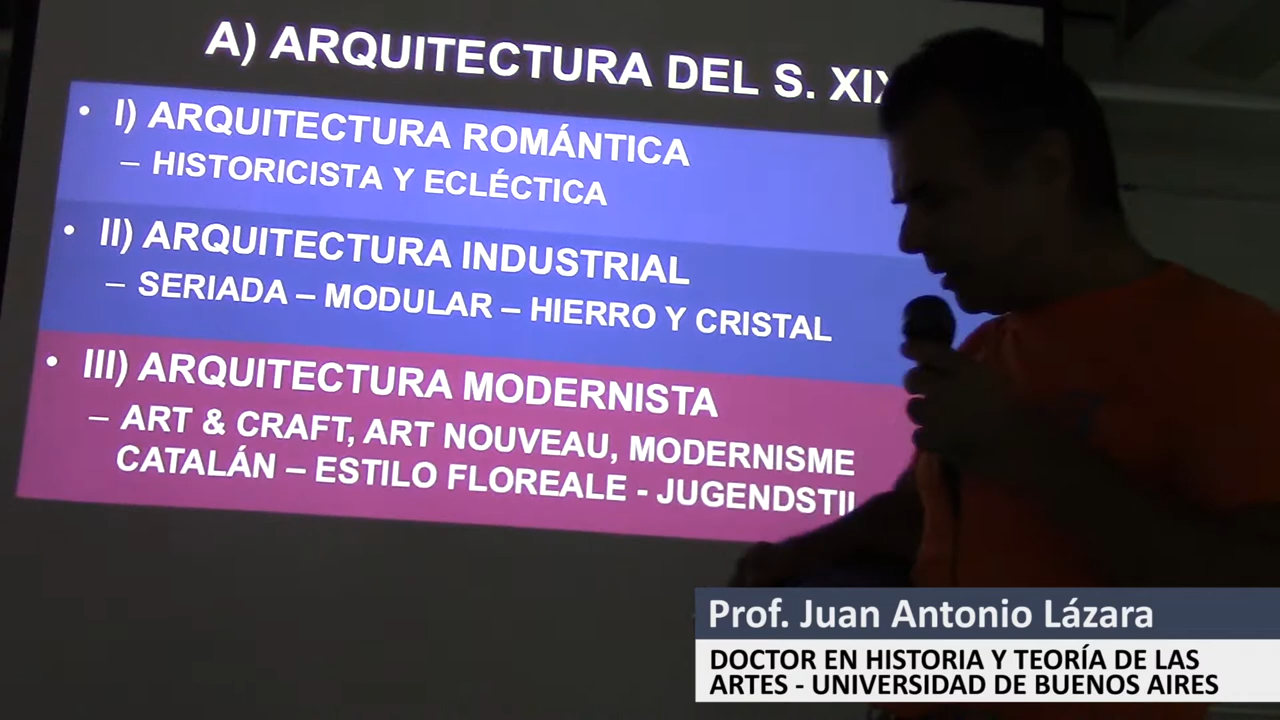 A) ARQUITECTURA DEL S. XIX
• I) ARQUITECTURA ROMÁNTICA
– HISTORICISTA Y ECLÉCTICA
• II) ARQUITECTURA INDUSTRIAL
– SERIADA – MODULAR – HIERRO Y CRISTAL
• III) ARQUITECTURA MODERNISTA
– ART & CRAFT, ART NOUVEAU, MODERNISME
CATALÁN – ESTILO FLOREALE - JUGENDSTIL
Prof. Juan Antonio Lázara
DOCTOR EN HISTORIA Y TEORÍA DE LAS
ARTES - UNIVERSIDAD DE BUENOS AIRES